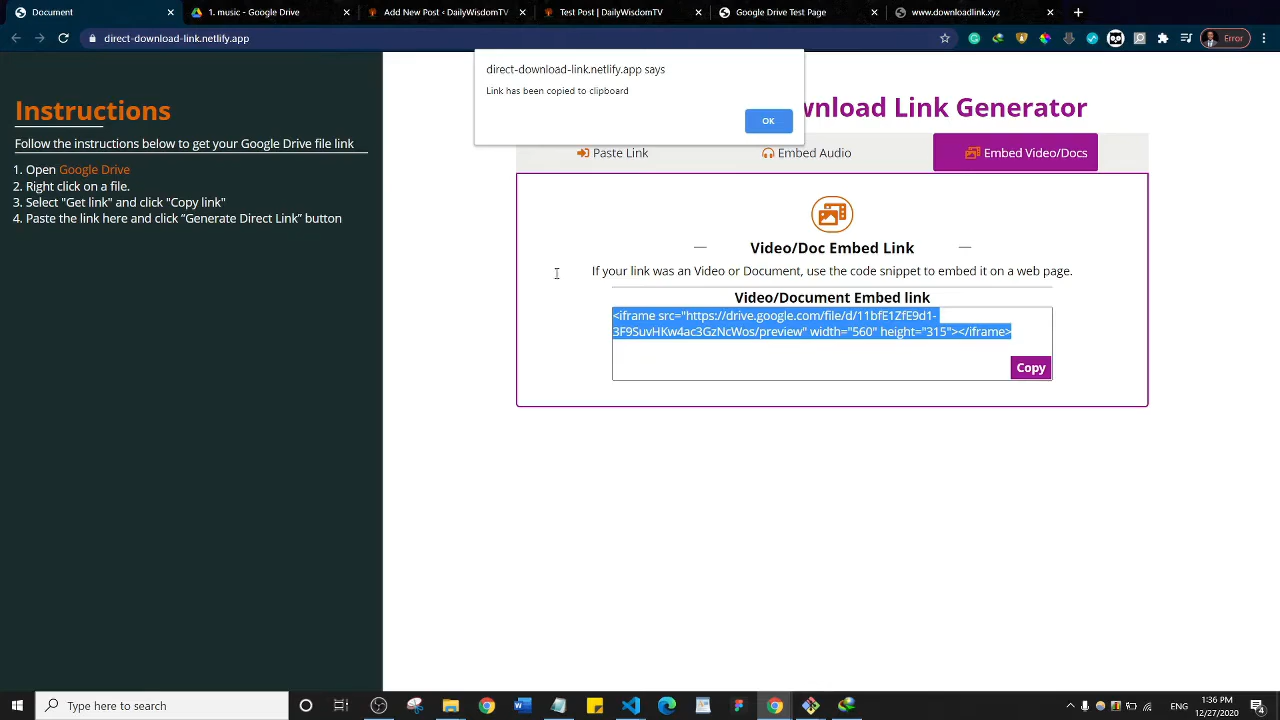 Document
1. music - Google Drive
Add New Post ‹ DailyWisdomTV
Test Post | DailyWisdomTV
Google Drive Test Page
www.downloadlink.xyz
direct-download-link.netlify.app
Error
direct-download-link.netlify.app says
Link has been copied to clipboard
OK
Instructions
Follow the instructions below to get your Google Drive file link
1. Open Google Drive
2. Right click on a file.
3. Select "Get link" and click "Copy link"
4. Paste the link here and click “Generate Direct Link” button
wnload Link Generator
Paste Link
Embed Audio
Embed Video/Docs
Video/Doc Embed Link
If your link was an Video or Document, use the code snippet to embed it on a web page.
Video/Document Embed link
<iframe src="https://drive.google.com/file/d/11bfE1ZfE9d1-
3F9SuvHKw4ac3GzNcWos/preview" width="560" height="315"></iframe>
Copy
Type here to search
ENG
1:36 PM
12/27/2020
4